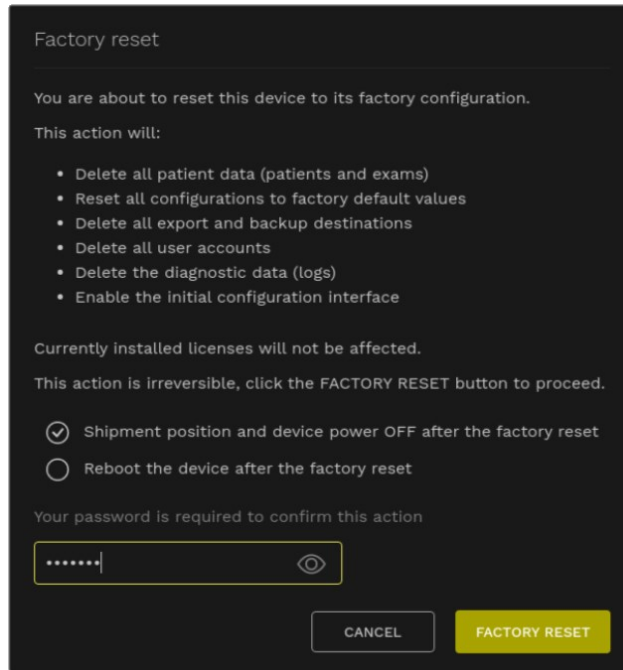 Factory reset
You are about to reset this device to its factory configuration.
This action will:
• Delete all patient data (patients and exams)
• Reset all configurations to factory default values
• Delete all export and backup destinations
• Delete all user accounts
• Delete the diagnostic data (logs)
• Enable the initial configuration interface
Currently installed licenses will not be affected.
This action is irreversible, click the FACTORY RESET button to proceed.
Shipment position and device power OFF after the factory reset
Reboot the device after the factory reset
Your password is required to confirm this action
•••••••
CANCEL FACTORY RESET